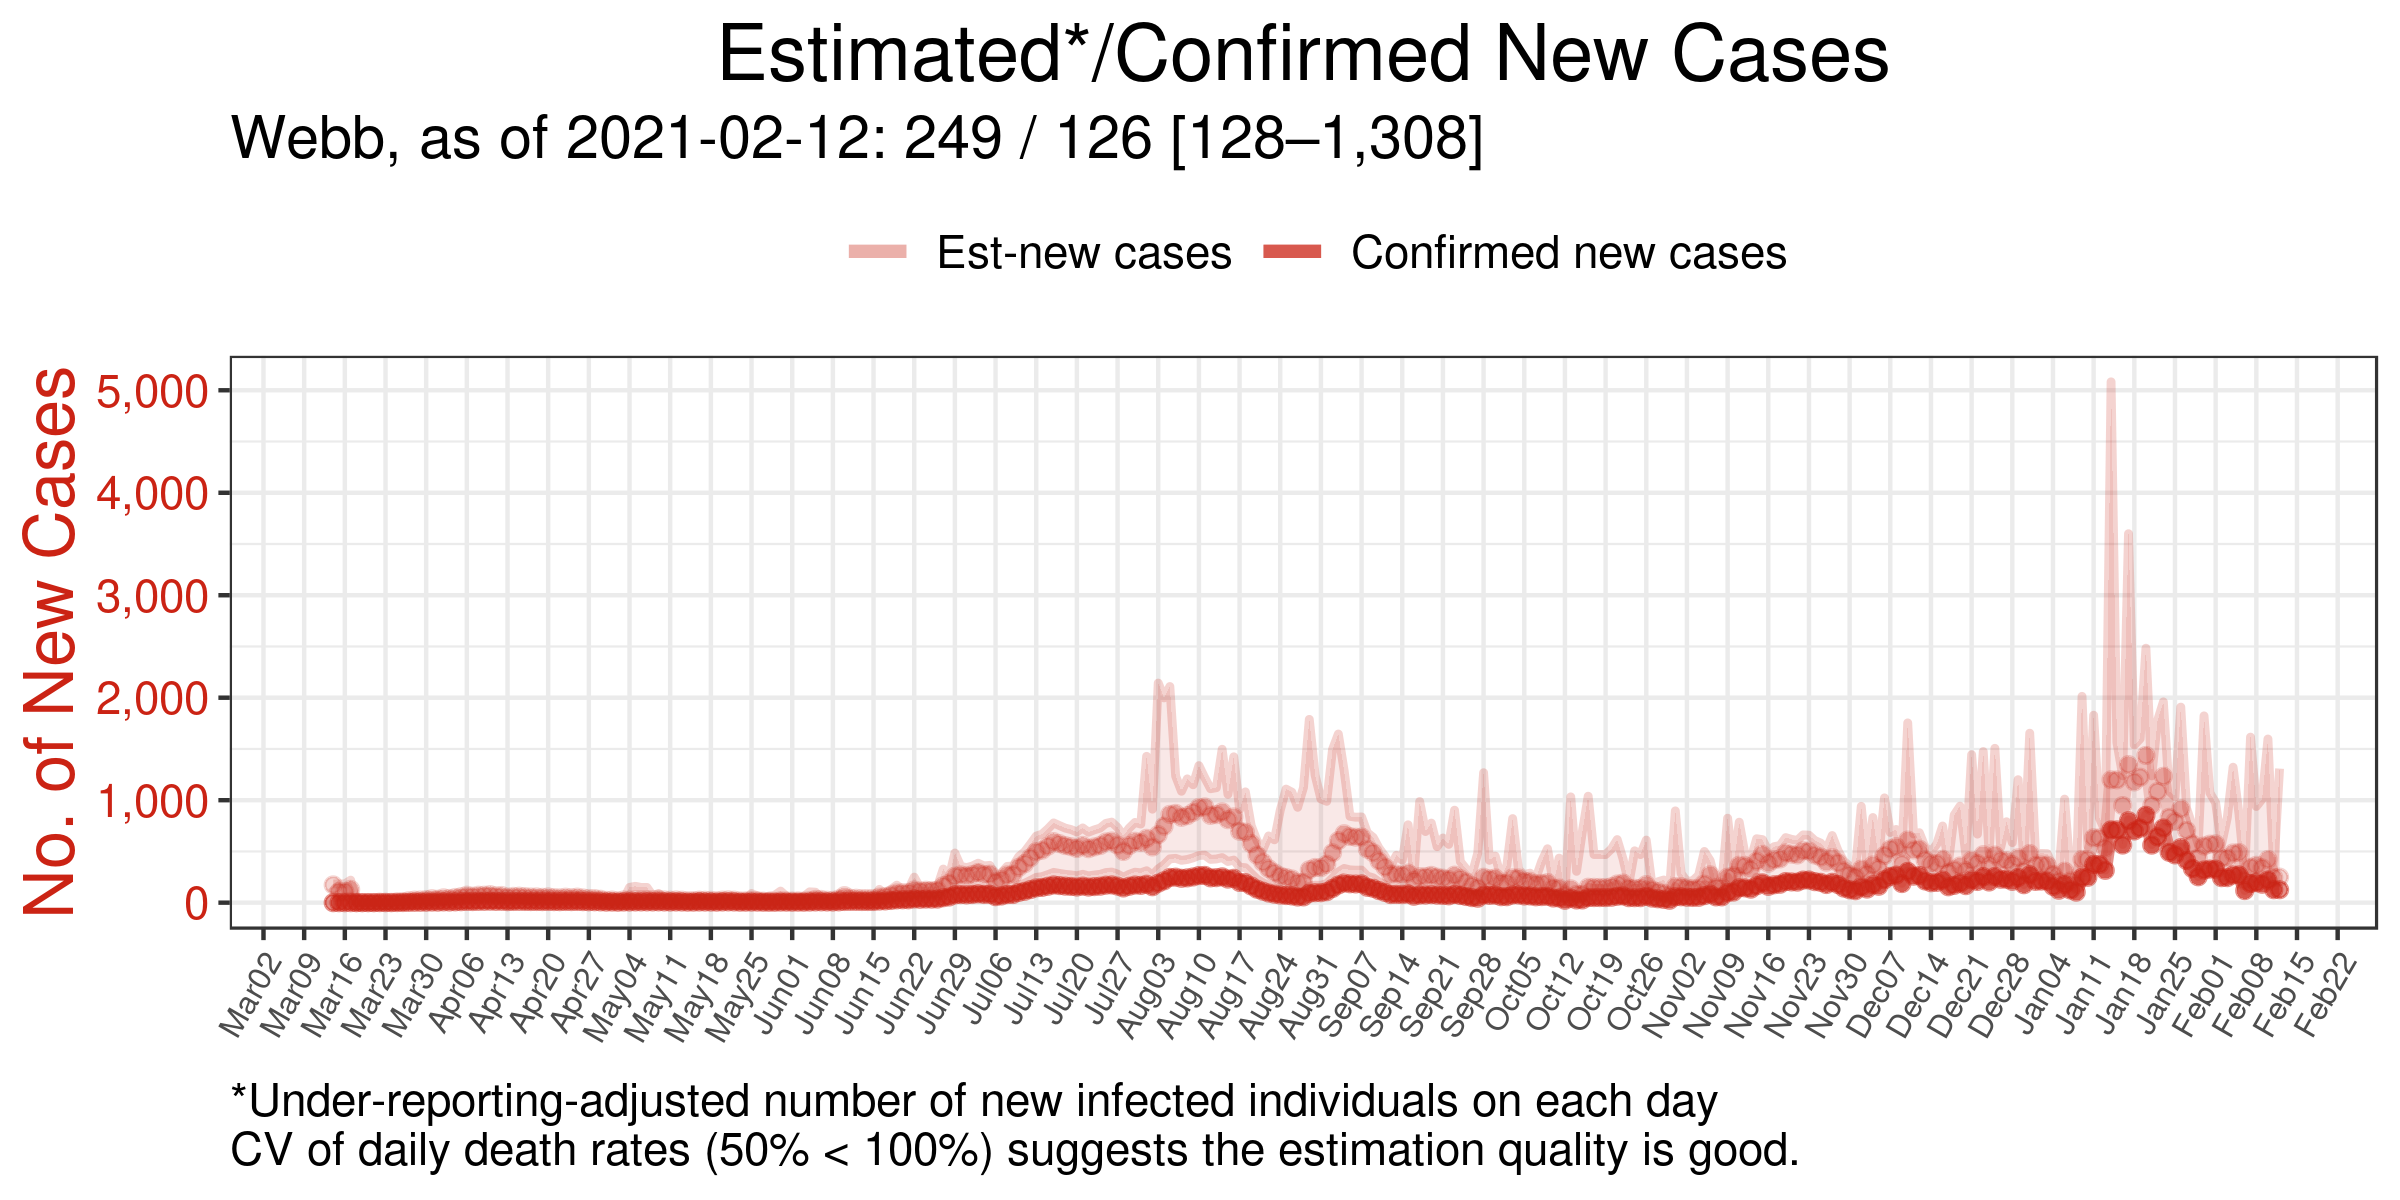 Estimated*/Confirmed New Cases
Webb, as of 2021-02-12: 249 / 126 [128–1,308]
Est-new cases Confirmed new cases
No. of New Cases
5,000
4,000
3,000
2,000
1,000
0
Mar02 Mar09 Mar16 Mar23 Mar30 Apr06 Apr13 Apr20 Apr27 May04 May11 May18 May25 Jun01 Jun08 Jun15 Jun22 Jun29 Jul06 Jul13 Jul20 Jul27 Aug03 Aug10 Aug17 Aug24 Aug31 Sep07 Sep14 Sep21 Sep28 Oct05 Oct12 Oct19 Oct26 Nov02 Nov09 Nov16 Nov23 Nov30 Dec07 Dec14 Dec21 Dec28 Jan04 Jan11 Jan18 Jan25 Feb01 Feb08 Feb15 Feb22
*Under-reporting-adjusted number of new infected individuals on each day
CV of daily death rates (50% < 100%) suggests the estimation quality is good.